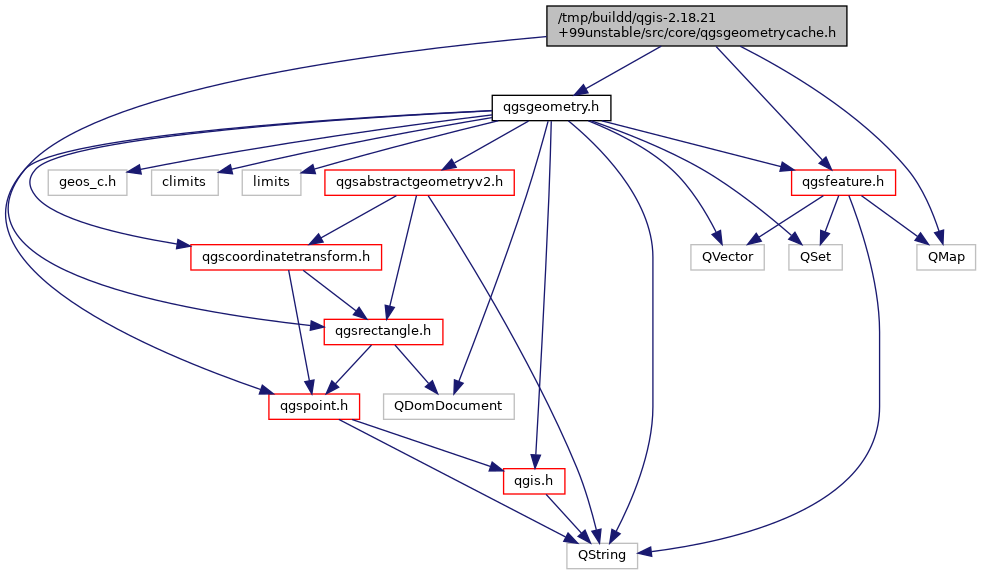 /tmp/buildd/qgis-2.18.21
+99unstable/src/core/qgsgeometrycache.h
qgsgeometry.h
geos_c.h
climits
limits
qgsabstractgeometryv2.h
qgsfeature.h
qgscoordinatetransform.h
QVector
QSet
QMap
qgsrectangle.h
qgspoint.h
QDomDocument
qgis.h
QString